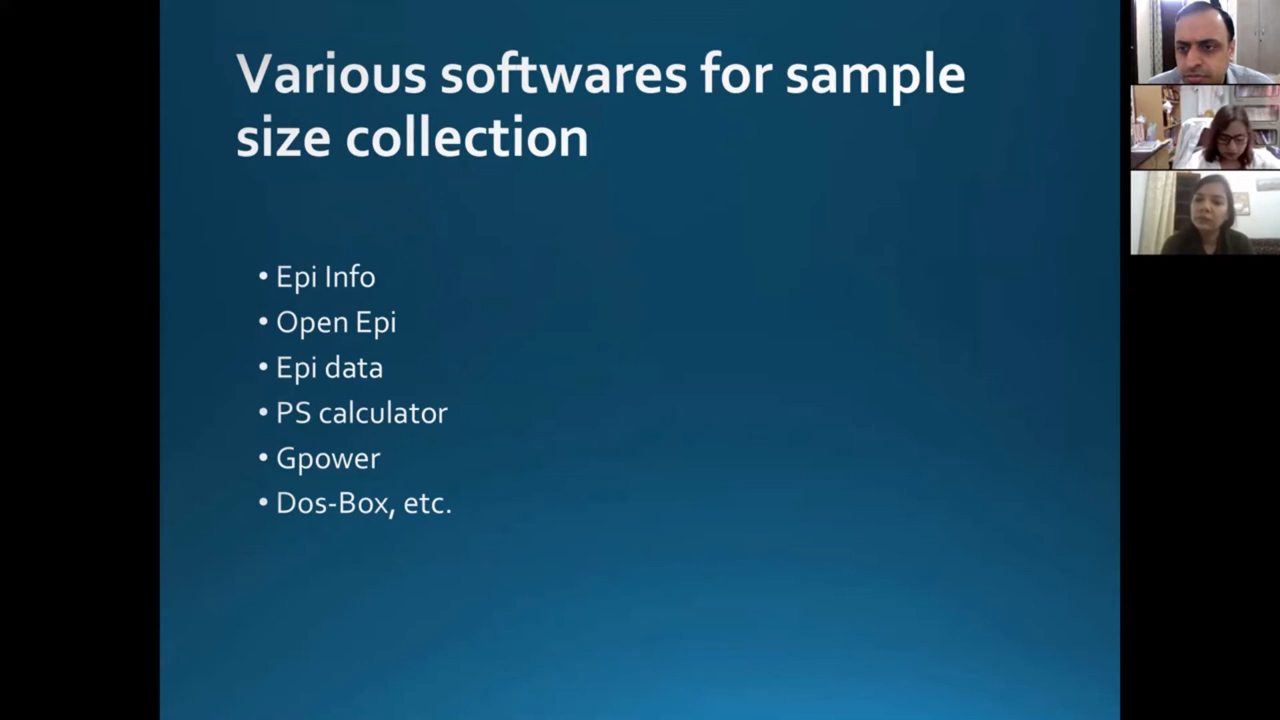 Various softwares for sample
size collection
• Epi Info
• Open Epi
• Epi data
• PS calculator
• Gpower
• Dos-Box, etc.